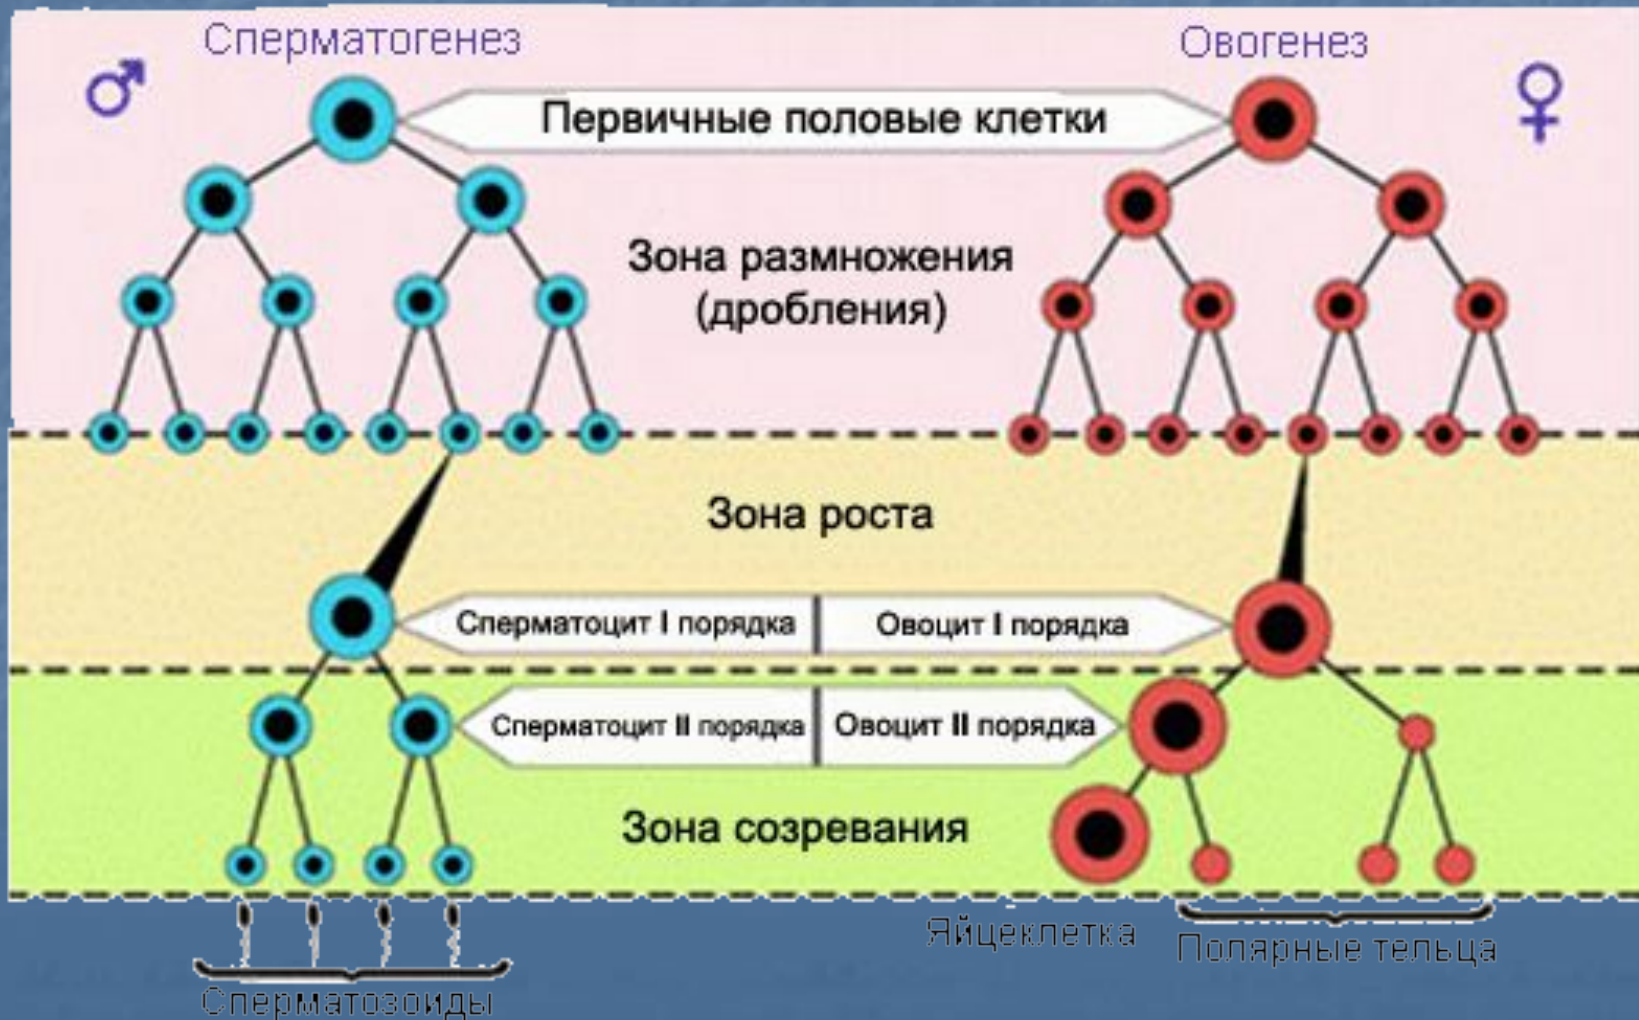 Сперматогенез
Овогенез
Первичные половые клетки
Зона размножения
(дробления)
Зона роста
Сперматоцит I порядка
Овоцит I порядка
Сперматоцит II порядка
Овоцит II порядка
Зона созревания
Яйцеклетка
Полярные тельца
Сперматозоиды